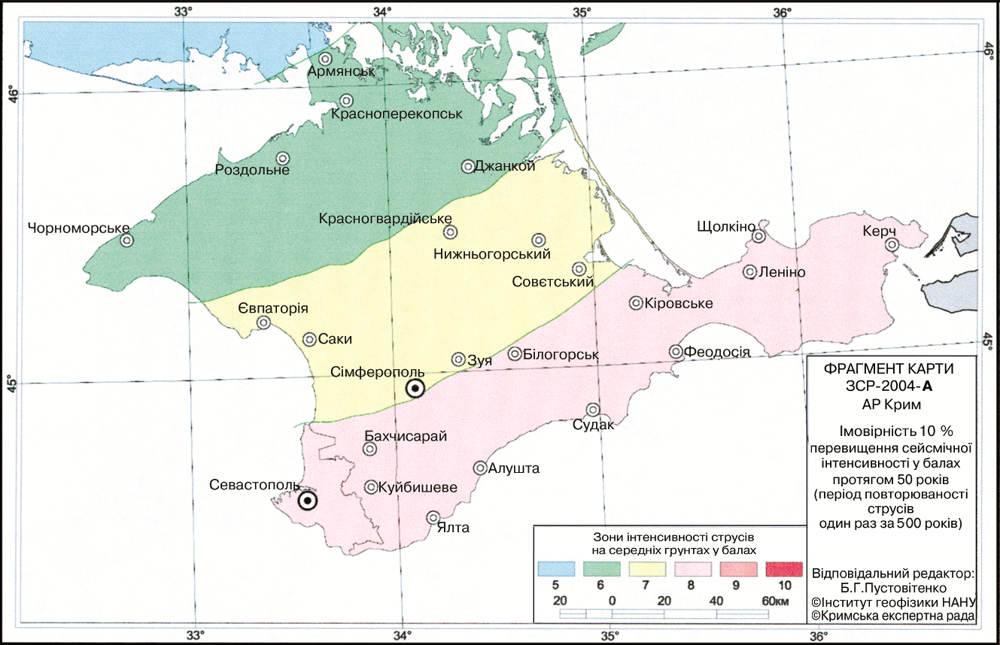 33°
34°
35°
36°
46°
46°
Армянськ
Красноперекопськ
Роздольне
Джанкой
Чорноморське
Красногвардійське
Нижньогорський
Совєтський
Щолкіно
Керч
Леніно
Кіровське
Євпаторія
Саки
Зуя
Білогорськ
Феодосія
Сімферополь
45°
45°
Судак
Бахчисарай
Севастополь
Куйбишеве
Алушта
Ялта
ФРАГМЕНТ КАРТИ
ЗСР-2004-А
АР Крим
Імовірність 10 %
перевищення сейсмічної
інтенсивності у балах
протягом 50 років
(період повторюваності
струсів
один раз за 500 років)
Відповідальний редактор:
Б.Г.Пустовітенко
©Інститут геофізики НАНУ
©Кримська експертна рада
Зони інтенсивності струсів
на середніх грунтах у балах
5 6 7 8 9 10
20 0 20 40 60км
33°
34°
35°
36°